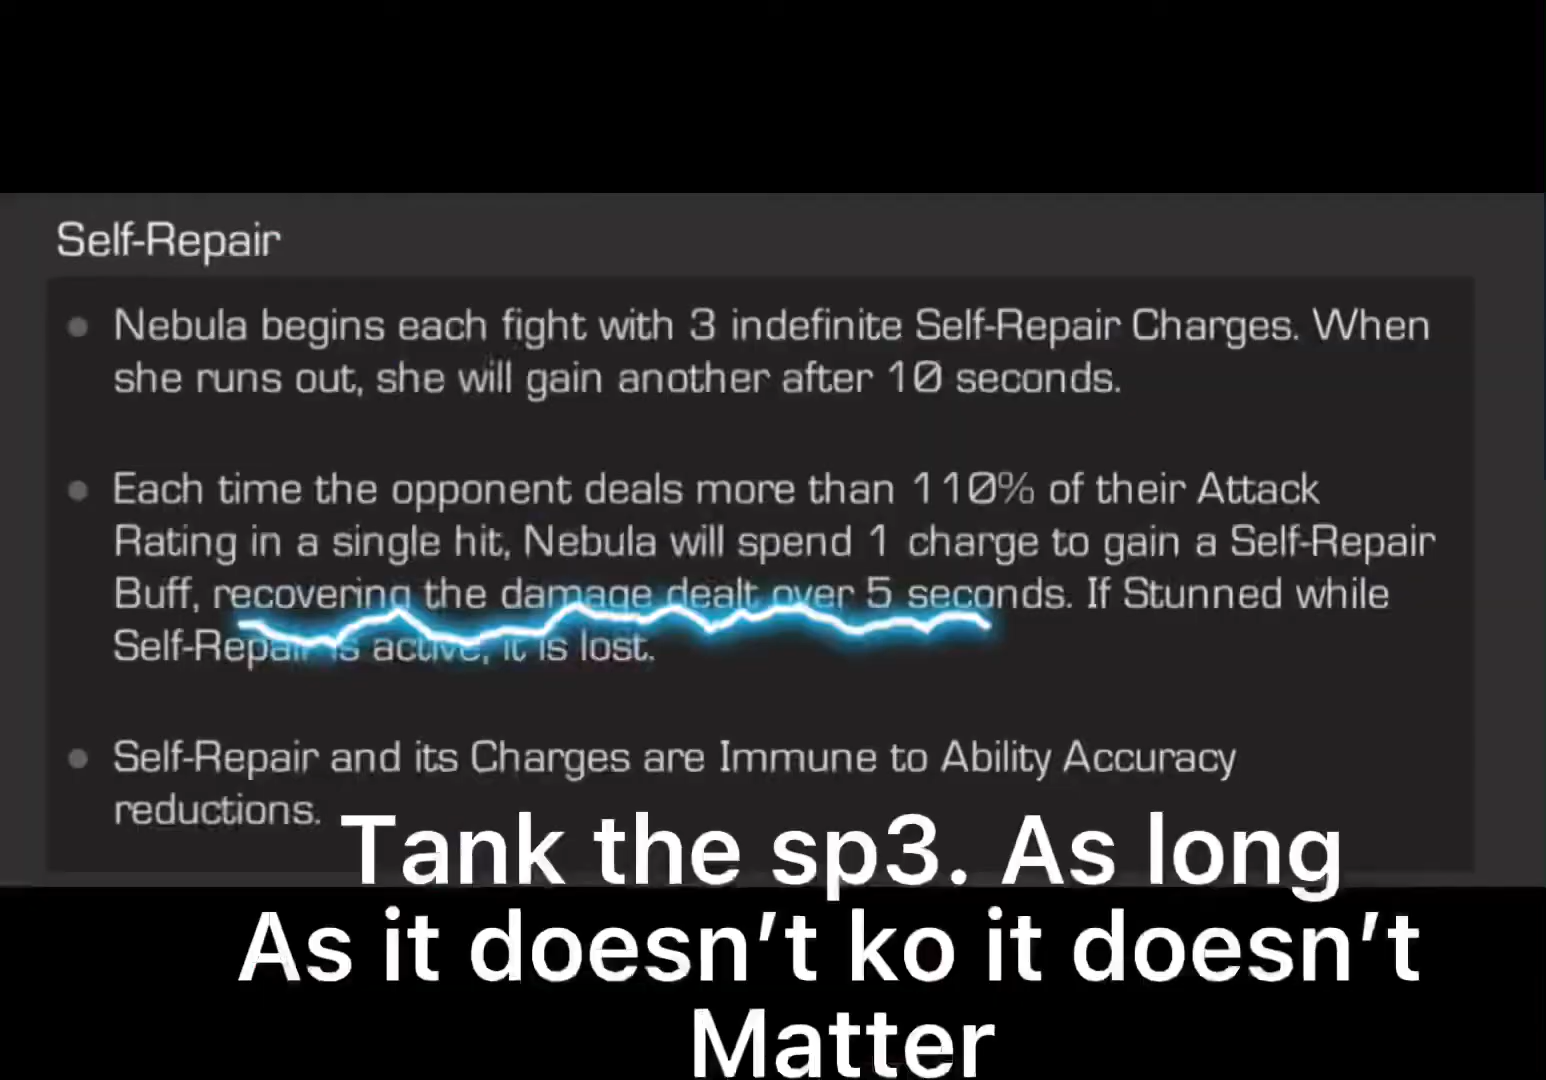 Self-Repair
Nebula begins each fight with 3 indefinite Self-Repair Charges. When
she runs out, she will gain another after 10 seconds.
Each time the opponent deals more than 110% of their Attack
Rating in a single hit, Nebula will spend 1 charge to gain a Self-Repair
Buff, recovering the damage dealt over 5 seconds. If Stunned while
Self-Repair is active, it is lost.
Self-Repair and its Charges are Immune to Ability Accuracy
reductions.
Tank the sp3. As long
As it doesn’t ko it doesn’t
Matter